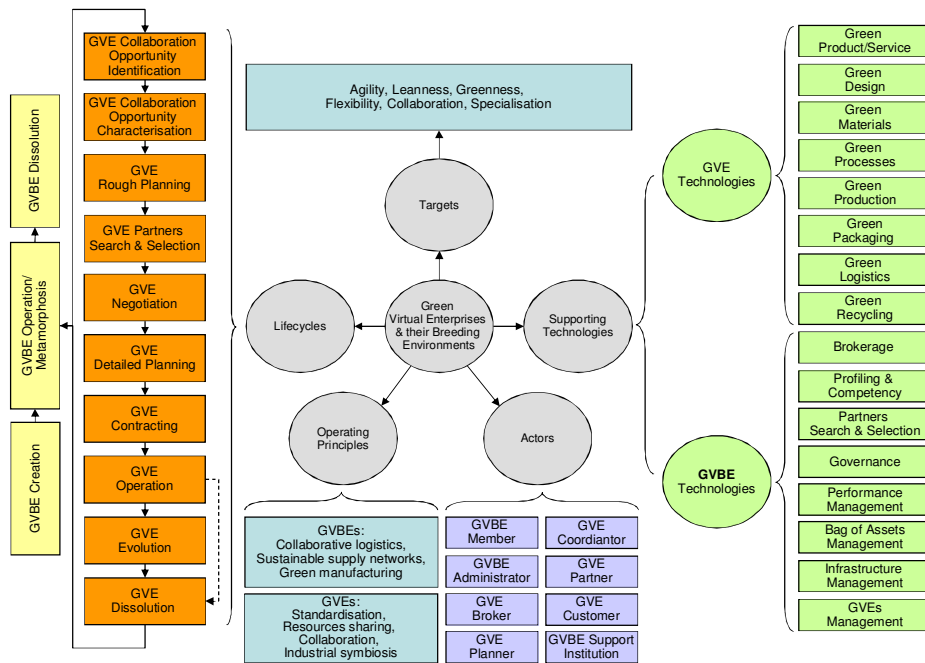 GVBE Dissolution
GVBE Operation/
Metamorphosis
GVBE Creation
GVE Collaboration
Opportunity
Identification
GVE Collaboration
Opportunity
Characterisation
GVE
Rough Planning
GVE Partners
Search & Selection
GVE
Negotiation
GVE
Detailed Planning
GVE
Contracting
GVE
Operation
GVE
Evolution
GVE
Dissolution
Agility, Leanness, Greenness,
Flexibility, Collaboration, Specialisation
Targets
Lifecycles
Green
Virtual Enterprises
& their Breeding
Environments
Supporting
Technologies
Operating
Principles
Actors
GVBEs:
Collaborative logistics,
Sustainable supply networks,
Green manufacturing
GVEs:
Standardisation,
Resources sharing,
Collaboration,
Industrial symbiosis
GVBE
Member
GVE
Coordiantor
GVBE
Administrator
GVE
Partner
GVE
Broker
GVE
Customer
GVE
Planner
GVBE Support
Institution
GVE
Technologies
GVBE
Technologies
Green
Product/Service
Green
Design
Green
Materials
Green
Processes
Green
Production
Green
Packaging
Green
Logistics
Green
Recycling
Brokerage
Profiling &
Competency
Partners
Search & Selection
Governance
Performance
Management
Bag of Assets
Management
Infrastructure
Management
GVEs
Management